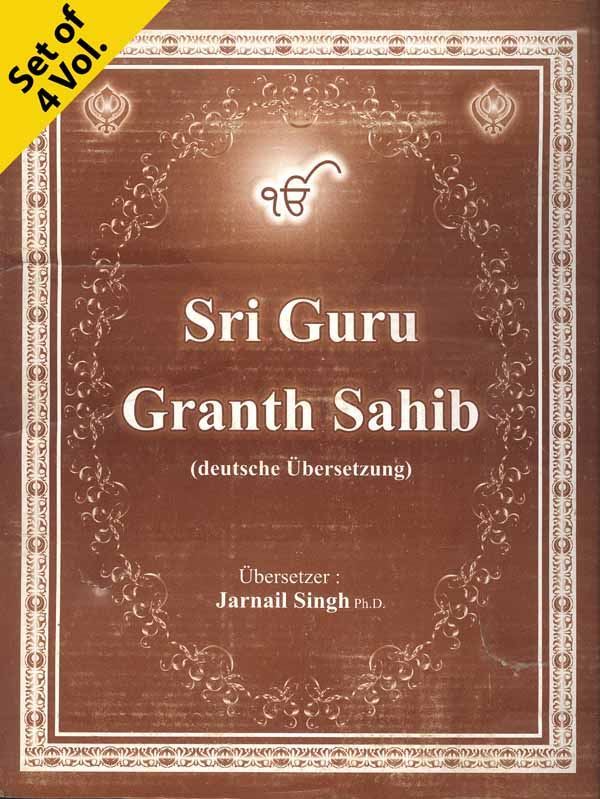 Set of
4 Vol.
ੴ
Sri Guru
Granth Sahib
(deutsche Übersetzung)
Übersetzer :
Jarnail Singh Ph.D.